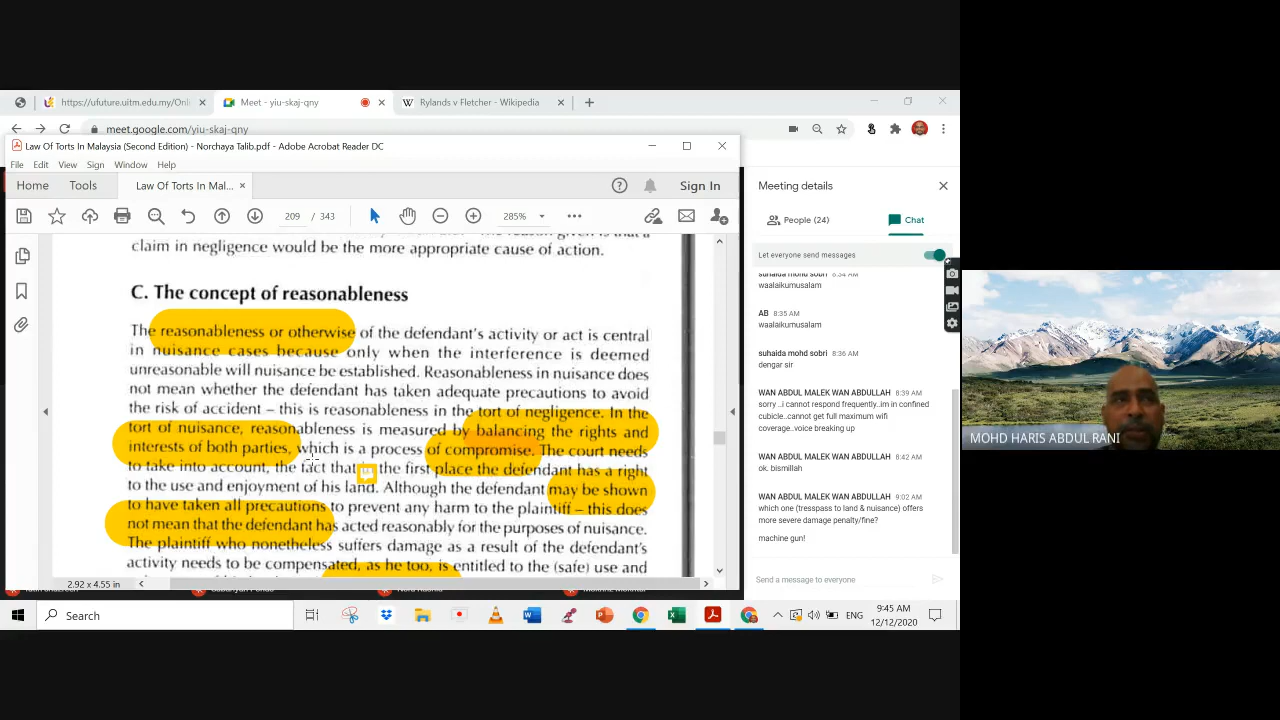 https://ufuture.uitm.edu.my/Onli
Meet - yiu-skaj-qny
Rylands v Fletcher - Wikipedia
meet.google.com/yiu-skaj-qny
Law Of Torts In Malaysia (Second Edition) - Norchaya Talib.pdf - Adobe Acrobat Reader DC
File Edit View Sign Window Help
Home Tools Law Of Torts In Mal... Sign In
209 / 343 285%
claim in negligence would be the more appropriate cause of action.
C. The concept of reasonableness
The reasonableness or otherwise of the defendant's activity or act is central
in nuisance cases because only when the interference is deemed
unreasonable will nuisance be established. Reasonableness in nuisance does
not mean whether the defendant has taken adequate precautions to avoid
the risk of accident – this is reasonableness in the tort of negligence. In the
tort of nuisance, reasonableness is measured by balancing the rights and
interests of both parties, which is a process of compromise. The court needs
to take into account, the fact that the first place the defendant has a right
to the use and enjoyment of his land. Although the defendant may be shown
to have taken all precautions to prevent any harm to the plaintiff – this does
not mean that the defendant has acted reasonably for the purposes of nuisance.
The plaintiff who nonetheless suffers damage as a result of the defendant's
activity needs to be compensated, as he too, is entitled to the (safe) use and
2.92 x 4.55 in
Meeting details
People (24)
Chat
Let everyone send messages
suhaida mohd sobri 8:34 AM
waalaikumusalam
AB 8:35 AM
waalaikumusalam
suhaida mohd sobri 8:36 AM
dengar sir
WAN ABDUL MALEK WAN ABDULLAH 8:39 AM
sorry ..i cannot respond frequently..im in confined
cubicle..cannot get full maximum wifi
coverage..voice breaking up
WAN ABDUL MALEK WAN ABDULLAH 8:42 AM
ok. bismillah
WAN ABDUL MALEK WAN ABDULLAH 9:02 AM
which one (tresspass to land & nuisance) offers
more severe damage penalty/fine?
machine gun!
Send a message to everyone
MOHD HARIS ABDUL RANI
Search
ENG
9:45 AM
12/12/2020